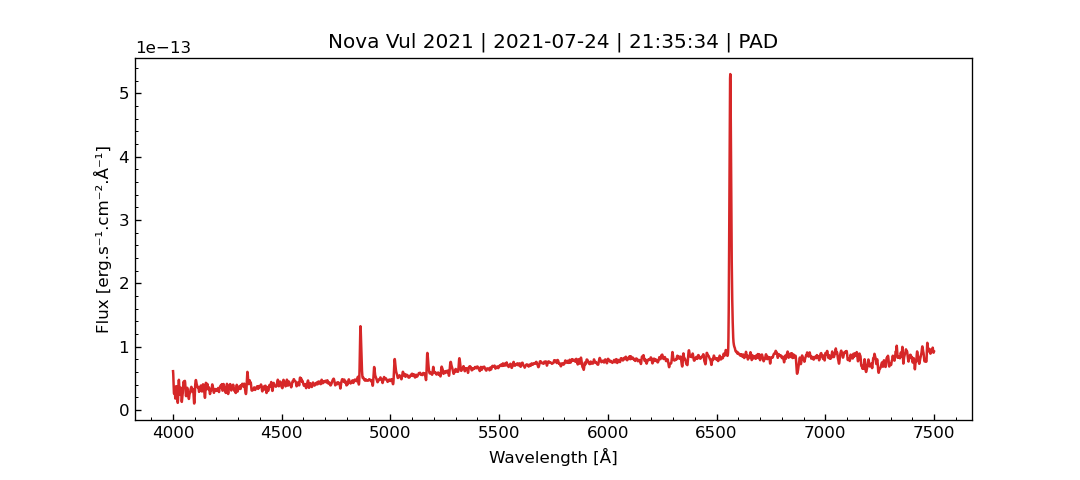 Nova Vul 2021 | 2021-07-24 | 21:35:34 | PAD
1e−13
5
4
3
2
1
0
Flux [erg.s⁻¹.cm⁻².Å⁻¹]
4000 4500 5000 5500 6000 6500 7000 7500
Wavelength [Å]